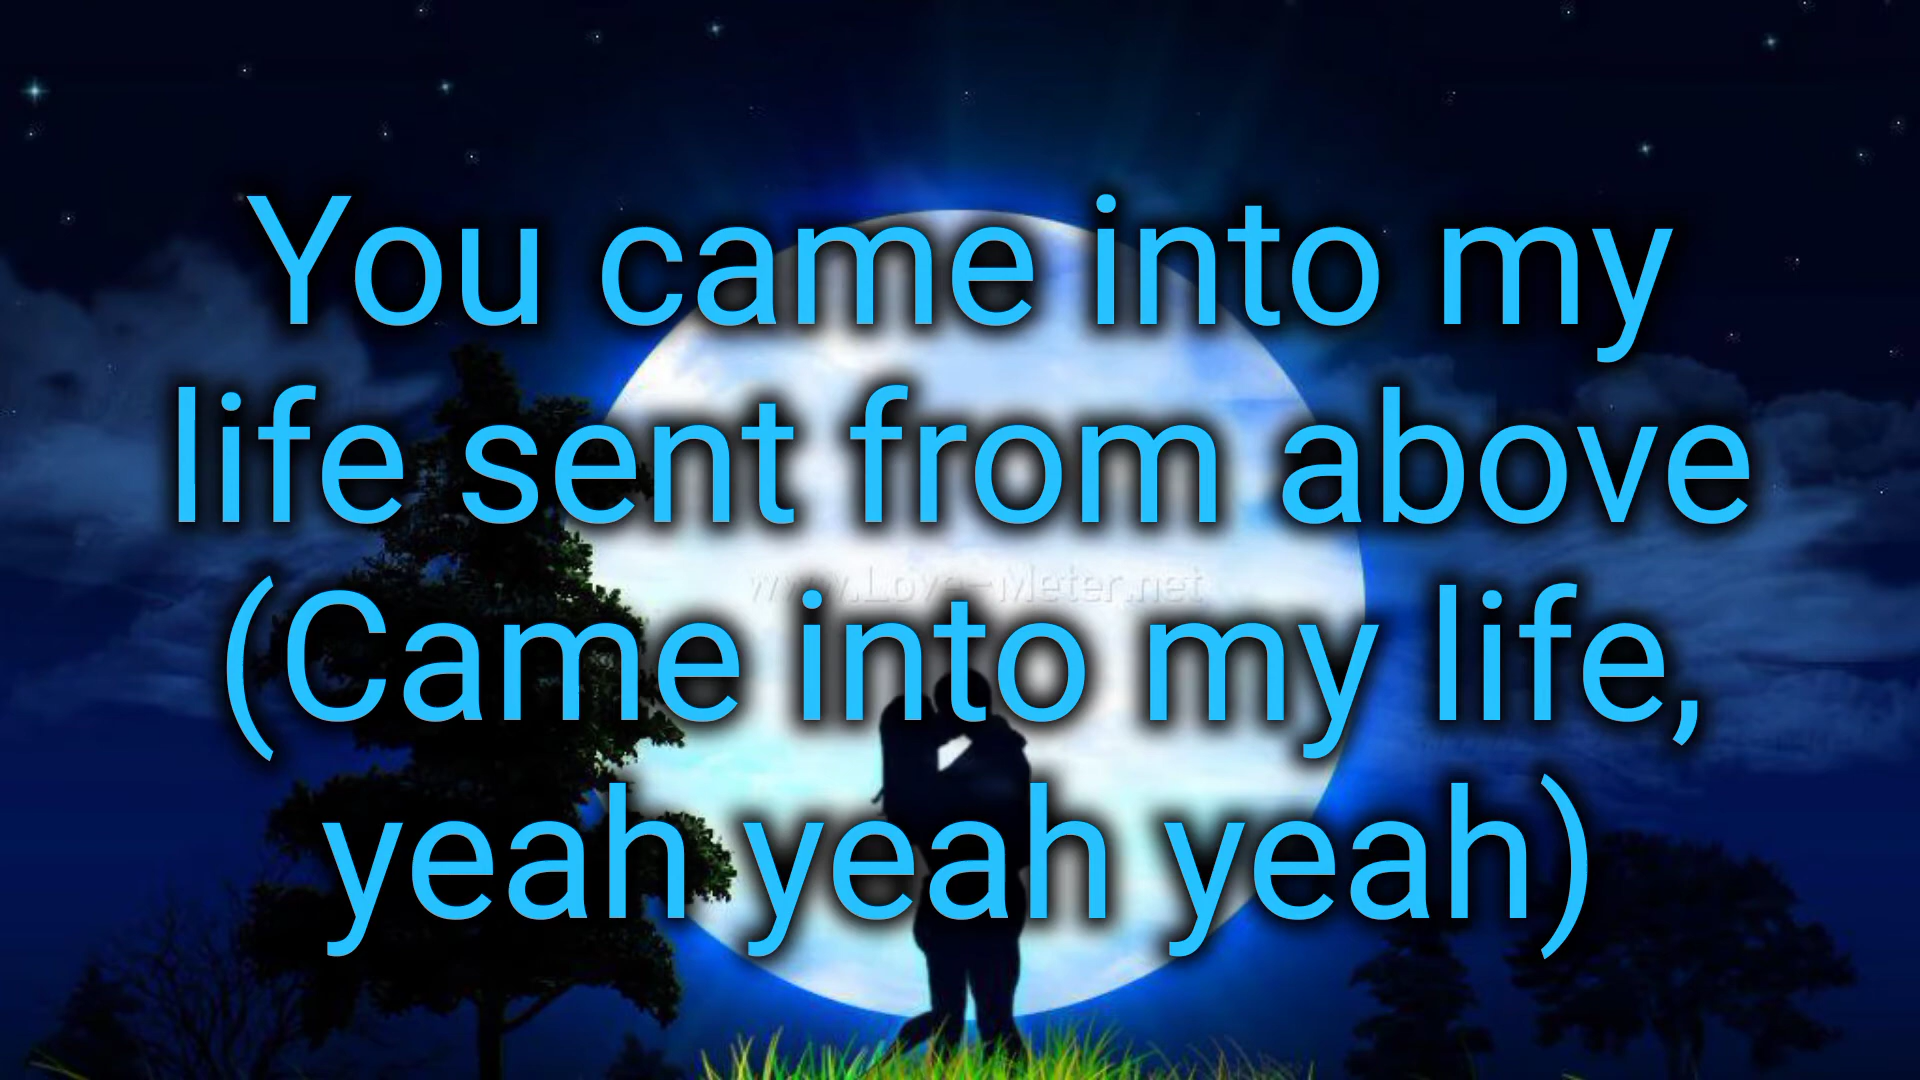 You came into my
life sent from above
www.Love-Meter.net
(Came into my life,
yeah yeah yeah)